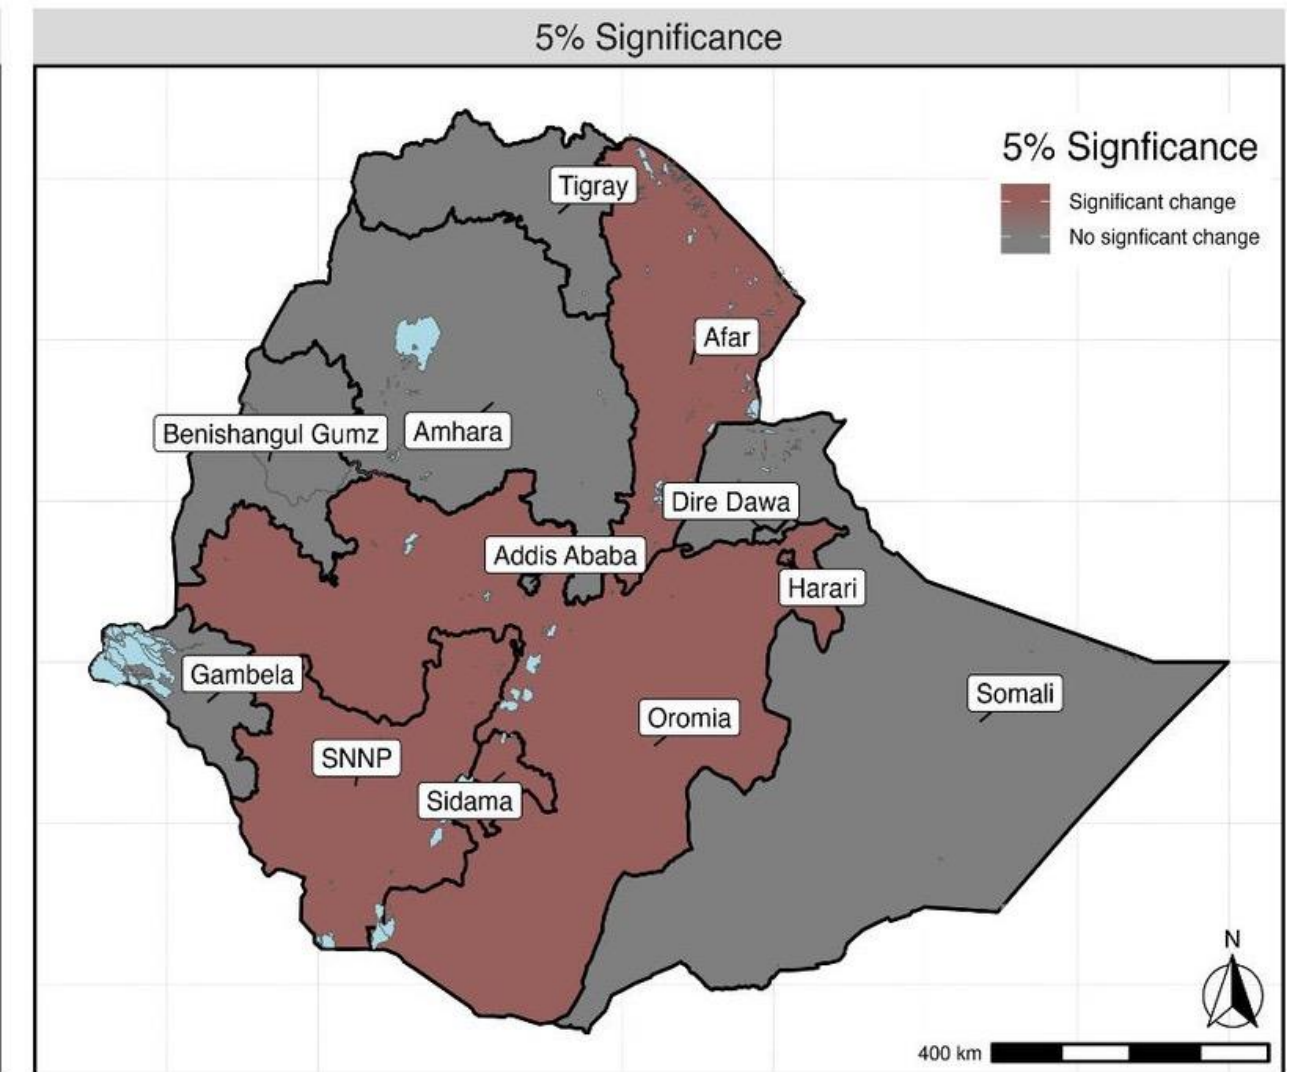 5% Significance
5% Signficance
Significant change
No signficant change
Tigray
Afar
Benishangul Gumz
Amhara
Dire Dawa
Addis Ababa
Harari
Gambela
Somali
Oromia
SNNP
Sidama
N
400 km